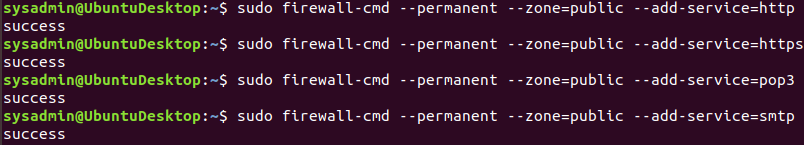 sysadmin@UbuntuDesktop:~$ sudo firewall-cmd --permanent --zone=public --add-service=http
success
sysadmin@UbuntuDesktop:~$ sudo firewall-cmd --permanent --zone=public --add-service=https
success
sysadmin@UbuntuDesktop:~$ sudo firewall-cmd --permanent --zone=public --add-service=pop3
success
sysadmin@UbuntuDesktop:~$ sudo firewall-cmd --permanent --zone=public --add-service=smtp
success